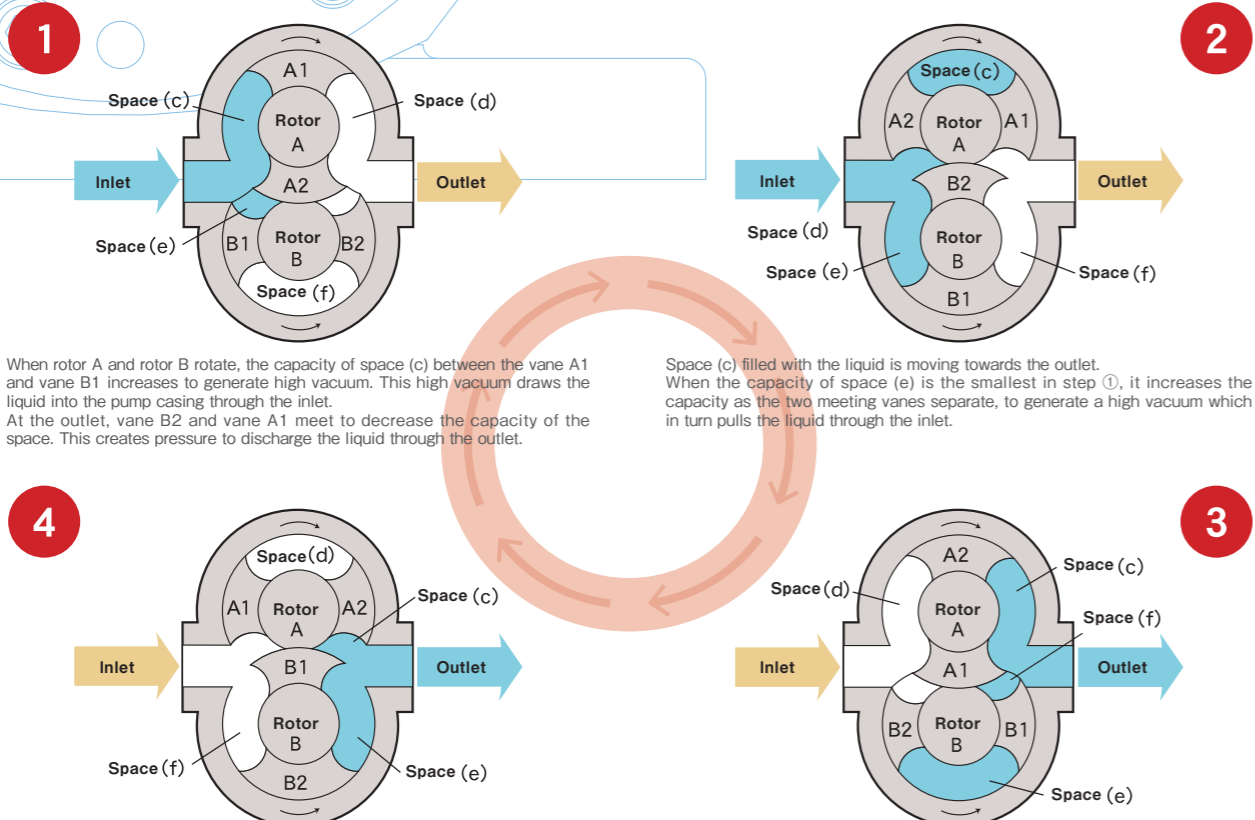 1
A1
Space (c)
Space (d)
Rotor
A
Inlet
A2
Outlet
Space (e)
B1
Rotor
B
B2
Space (f)
2
Space (c)
A2
Rotor
A
A1
Inlet
B2
Outlet
Space (d)
Rotor
B
Space (e)
Space (f)
B1
When rotor A and rotor B rotate, the capacity of space (c) between the vane A1
and vane B1 increases to generate high vacuum. This high vacuum draws the
liquid into the pump casing through the inlet.
At the outlet, vane B2 and vane A1 meet to decrease the capacity of the
space. This creates pressure to discharge the liquid through the outlet.
Space (c) filled with the liquid is moving towards the outlet.
When the capacity of space (e) is the smallest in step ①, it increases the
capacity as the two meeting vanes separate, to generate a high vacuum which
in turn pulls the liquid through the inlet.
4
Space (d)
A1
Rotor
A
A2
Space (c)
Inlet
B1
Outlet
Rotor
B
Space (f)
Space (e)
B2
3
A2
Space (c)
Space (d)
Rotor
A
Space (f)
Inlet
A1
Outlet
B2
Rotor
B
B1
Space (e)